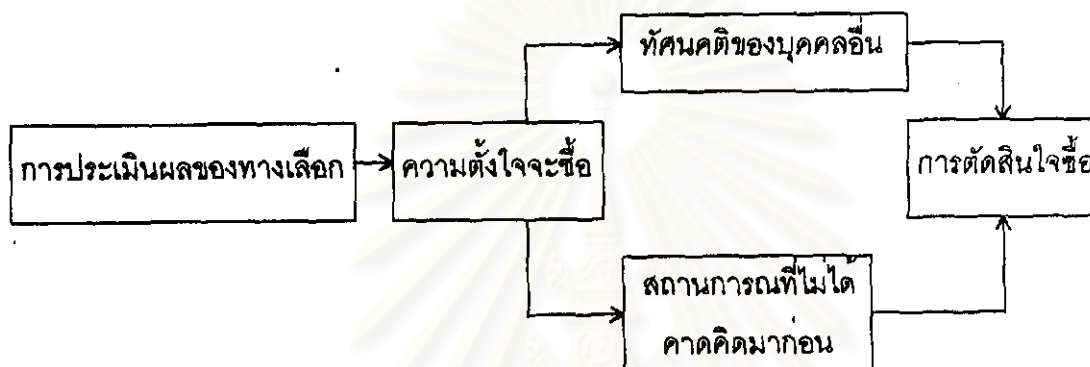 ทัศนคติของบุคคลอื่น
การประเมินผลของทางเลือก
ความตั้งใจจะซื้อ
การตัดสินใจซื้อ
สถานการณที่ไม่ได้
คาดคิดมาก่อน